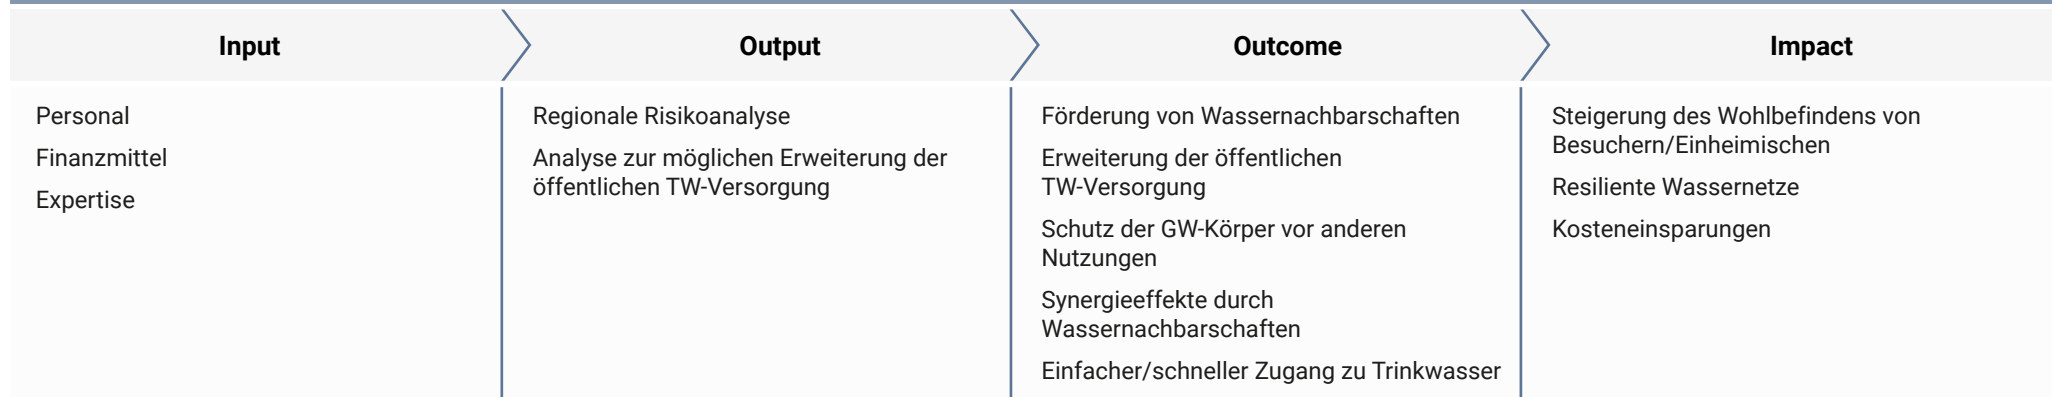 Input
Output
Outcome
Impact
Personal
Finanzmittel
Expertise
Regionale Risikoanalyse
Analyse zur möglichen Erweiterung der
öffentlichen TW-Versorgung
Förderung von Wassernachbarschaften
Erweiterung der öffentlichen
TW-Versorgung
Schutz der GW-Körper vor anderen
Nutzungen
Synergieeffekte durch
Wassernachbarschaften
Einfacher/schneller Zugang zu Trinkwasser
Steigerung des Wohlbefindens von
Besuchern/Einheimischen
Resiliente Wassernetze
Kosteneinsparungen